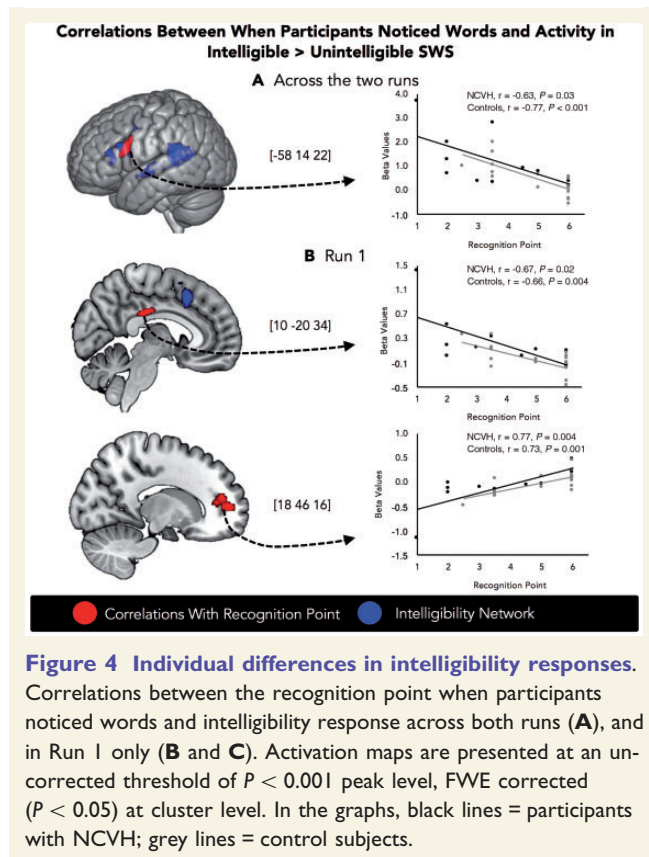 Correlations Between When Participants Noticed Words and Activity in
Intelligible > Unintelligible SWS
A Across the two runs
NCVH, r = -0.63, P = 0.03
Controls, r = -0.77, P < 0.001
[-58 14 22]
Beta Values
4.0
3.0
2.0
1.0
0.0
-1.0
1 2 3 4 5 6
Recognition Point
B Run 1
NCVH, r = -0.67, P = 0.02
Controls, r = -0.66, P = 0.004
[10 -20 34]
Beta Values
1.5
1.1
0.7
0.3
-0.1
-0.5
1 2 3 4 5 6
Recognition Point
NCVH, r = 0.77, P = 0.004
Controls, r = 0.73, P = 0.001
[18 46 16]
Beta Values
1.0
0.5
0.0
-0.5
-1.0
-1.5
1 2 3 4 5 6
Recognition Point
Correlations With Recognition Point Intelligibility Network
Figure 4 Individual differences in intelligibility responses.
Correlations between the recognition point when participants
noticed words and intelligibility response across both runs (A), and
in Run 1 only (B and C). Activation maps are presented at an un-
corrected threshold of P < 0.001 peak level, FWE corrected
(P < 0.05) at cluster level. In the graphs, black lines = participants
with NCVH; grey lines = control subjects.